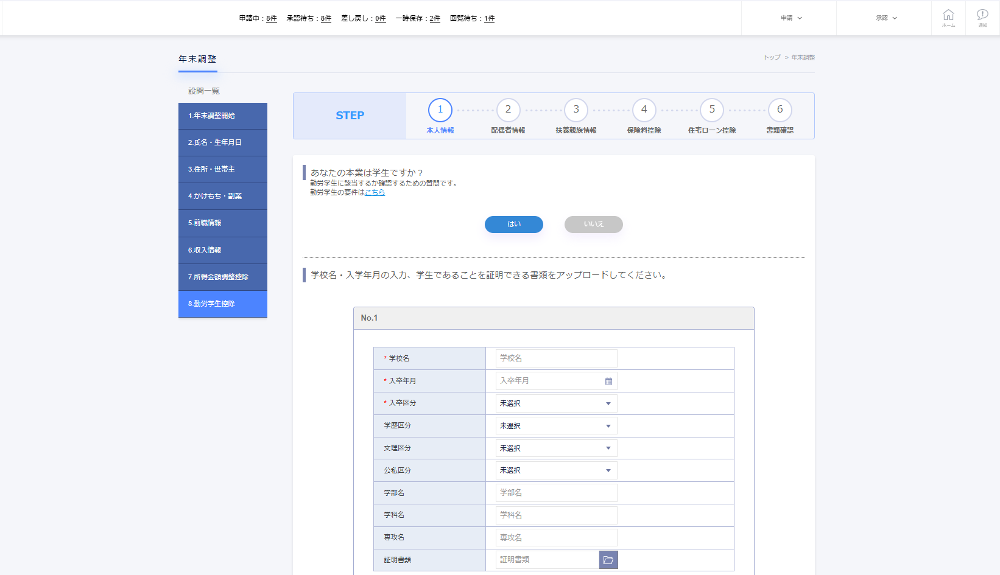 申請中：8件 承認待ち：8件 差し戻し：0件 一時保存：2件 回覧待ち：1件 申請 承認 ホーム 通知
年末調整 トップ > 年末調整
設問一覧
1.年末調整開始
2.氏名・生年月日
3.住所・世帯主
4.かけもち・副業
5.前職情報
6.収入情報
7.所得金額調整控除
8.勤労学生控除
STEP
1 2 3 4 5 6
本人情報 配偶者情報 扶養親族情報 保険料控除 住宅ローン控除 書類確認
あなたの本業は学生ですか？
勤労学生に該当するか確認するための質問です。
勤労学生の要件はこちら
はい いいえ
学校名・入学年月の入力、学生であることを証明できる書類をアップロードしてください。
No.1
* 学校名 学校名
* 入卒年月 入卒年月
* 入卒区分 未選択
学歴区分 未選択
文理区分 未選択
公私区分 未選択
学部名 学部名
学科名 学科名
専攻名 専攻名
証明書類 証明書類